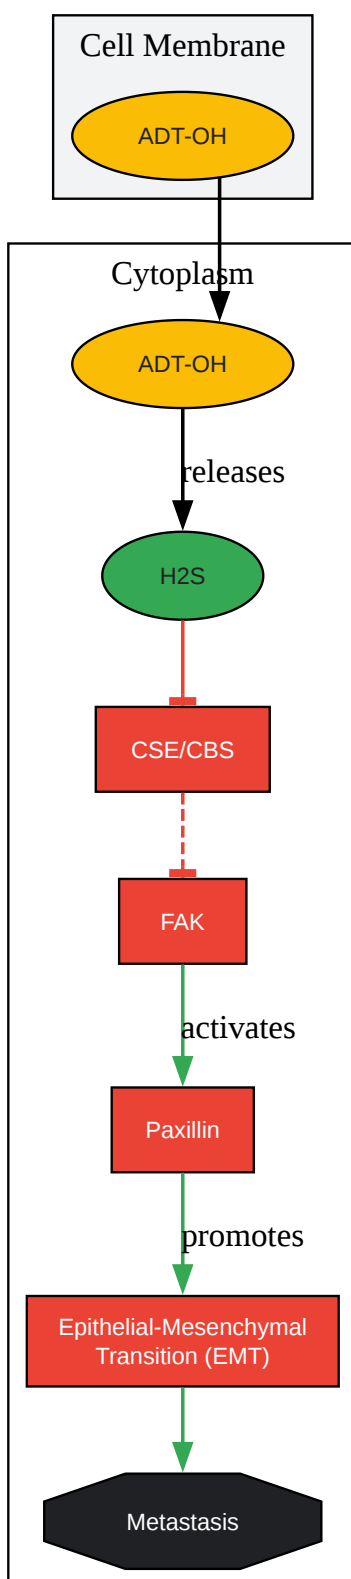 Cell Membrane
ADT-OH
Cytoplasm
ADT-OH
releases
H2S
CSE/CBS
FAK
activates
Paxillin
promotes
Epithelial-Mesenchymal
Transition (EMT)
Metastasis